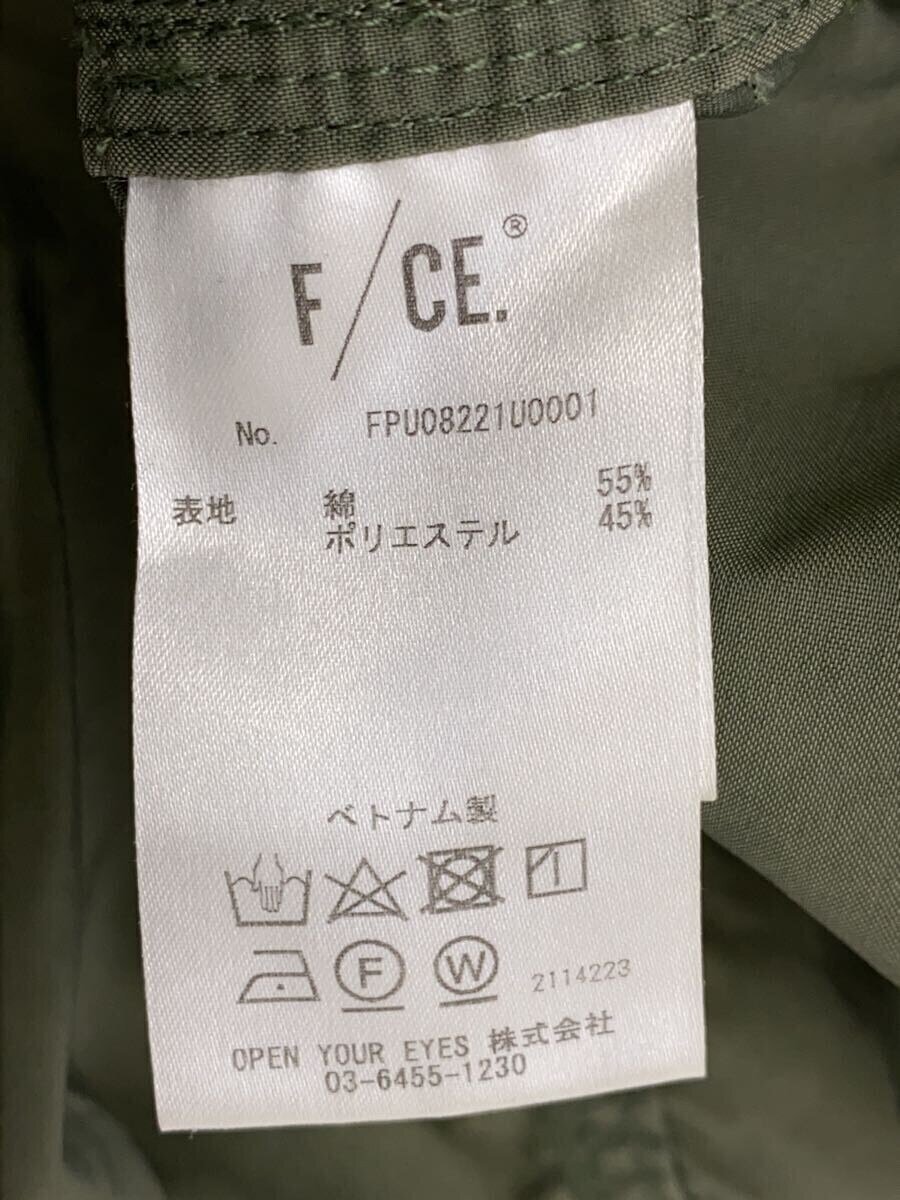 F/CE.®
No. FPU08221U0001
表地 綿 55%
ポリエステル 45%
ベトナム製
F W 2114223
OPEN YOUR EYES 株式会社
03-6455-1230